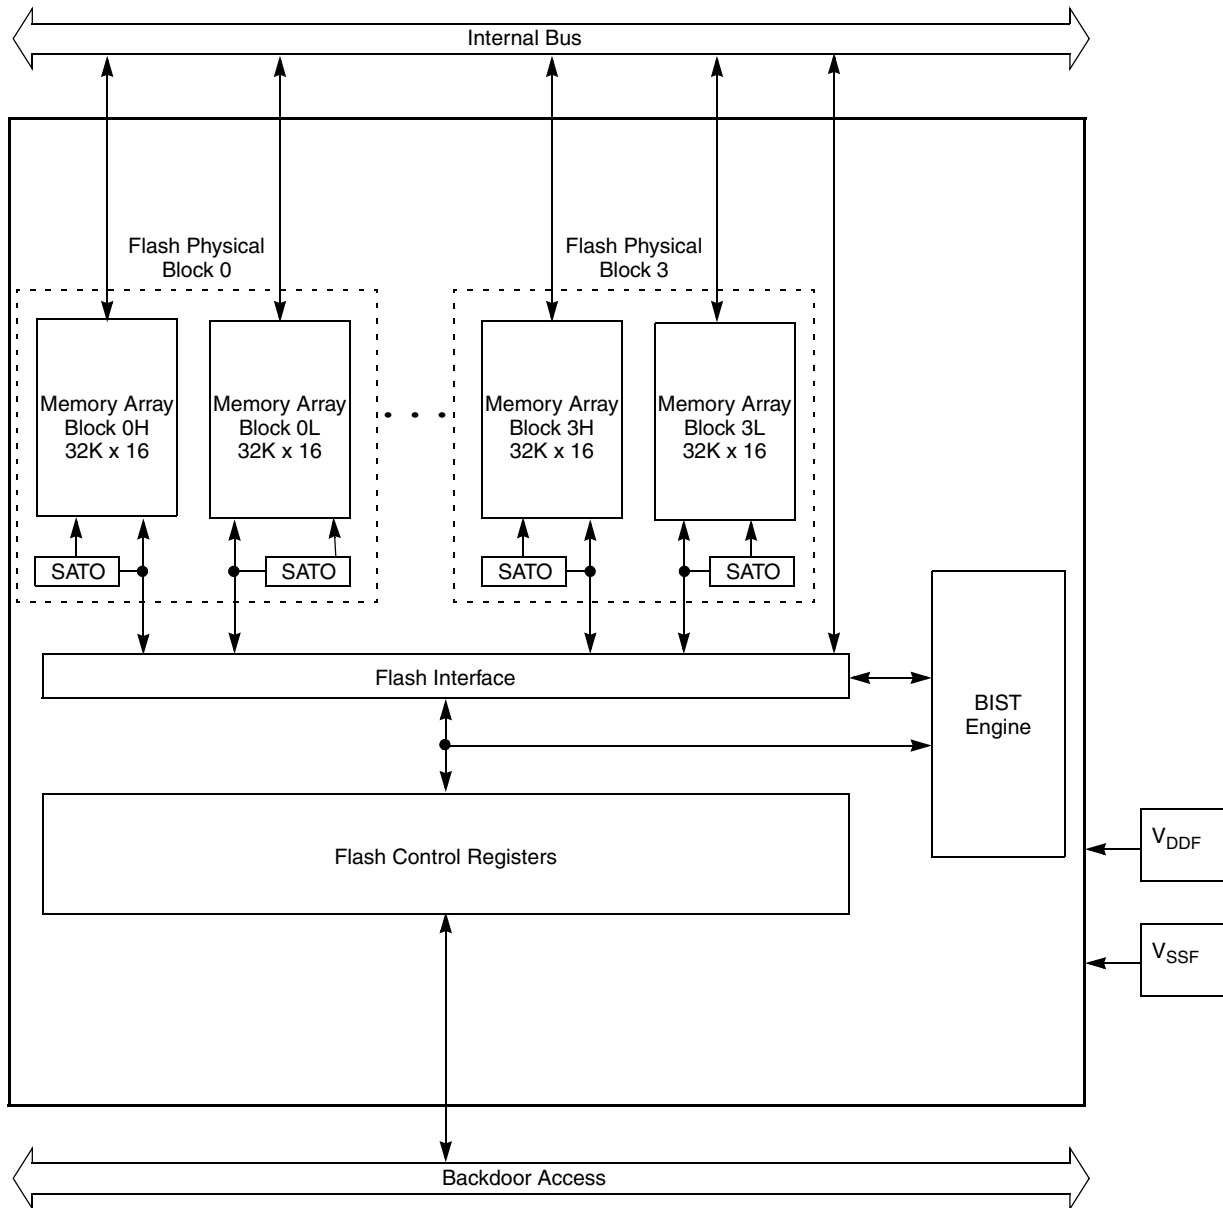 Internal Bus
Flash Physical
Block 0
Flash Physical
Block 3
Memory Array
Block 0H
32K x 16
Memory Array
Block 0L
32K x 16
Memory Array
Block 3H
32K x 16
Memory Array
Block 3L
32K x 16
SATO
SATO
SATO
SATO
Flash Interface
BIST
Engine
Flash Control Registers
VDDF
VSSF
Backdoor Access